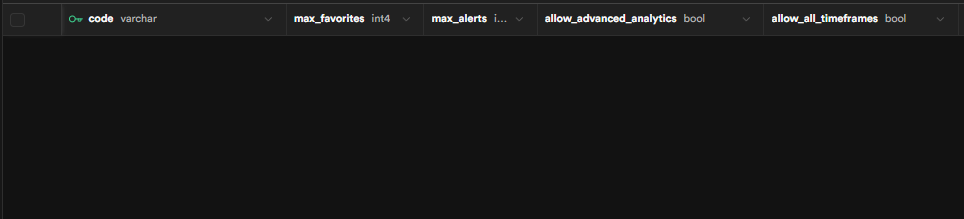 code varchar max_favorites int4 max_alerts i... allow_advanced_analytics bool allow_all_timeframes bool